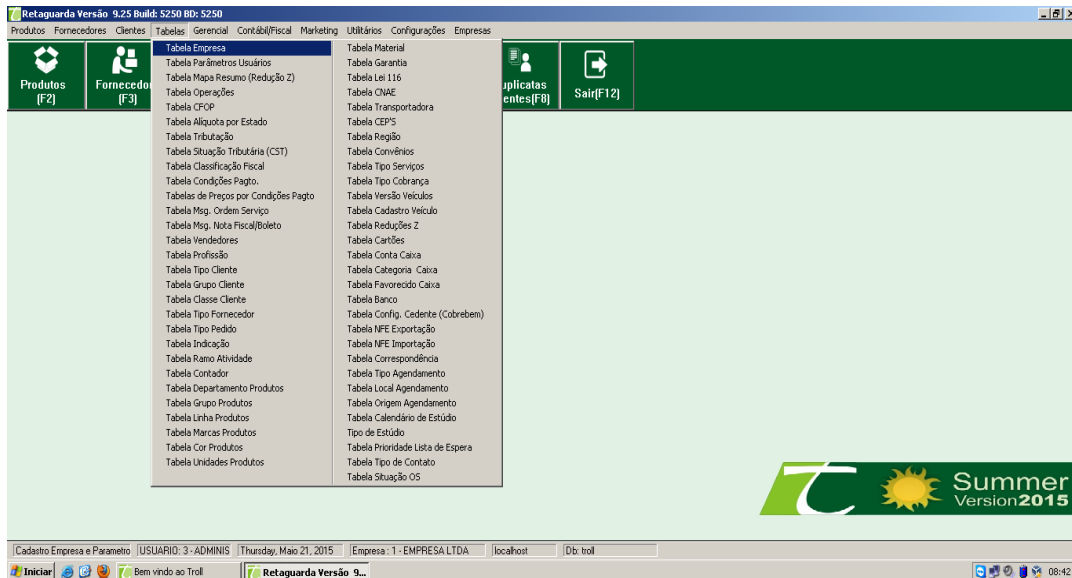 Retaguarda Versão 9.25 Build: 5250 BD: 5250
Produtos Fornecedores Clientes Tabelas Gerencial Contábil/Fiscal Marketing Utilitários Configurações Empresas
Produtos
(F2)
Fornecedo
(F3)
uplicatas
entes(F8)
Sair(F12)
Tabela Empresa
Tabela Parâmetros Usuários
Tabela Mapa Resumo (Redução Z)
Tabela Operações
Tabela CFOP
Tabela Alíquota por Estado
Tabela Tributação
Tabela Situação Tributária (CST)
Tabela Classificação Fiscal
Tabela Condições Pagto.
Tabelas de Preços por Condições Pagto
Tabela Msg. Ordem Serviço
Tabela Msg. Nota Fiscal/Boleto
Tabela Vendedores
Tabela Profissão
Tabela Tipo Cliente
Tabela Grupo Cliente
Tabela Classe Cliente
Tabela Tipo Fornecedor
Tabela Tipo Pedido
Tabela Indicação
Tabela Ramo Atividade
Tabela Contador
Tabela Departamento Produtos
Tabela Grupo Produtos
Tabela Linha Produtos
Tabela Marcas Produtos
Tabela Cor Produtos
Tabela Unidades Produtos
Tabela Material
Tabela Garantia
Tabela Lei 116
Tabela CNAE
Tabela Transportadora
Tabela CEP'S
Tabela Região
Tabela Convênios
Tabela Tipo Serviços
Tabela Tipo Cobrança
Tabela Versão Veículos
Tabela Cadastro Veículo
Tabela Reduções Z
Tabela Cartões
Tabela Conta Caixa
Tabela Categoria Caixa
Tabela Favorecido Caixa
Tabela Banco
Tabela Config. Cedente (Cobrebem)
Tabela NFE Exportação
Tabela NFE Importação
Tabela Correspondência
Tabela Tipo Agendamento
Tabela Local Agendamento
Tabela Origem Agendamento
Tabela Calendário de Estúdio
Tipo de Estúdio
Tabela Prioridade Lista de Espera
Tabela Tipo de Contato
Tabela Situação OS
Summer
Version2015
Cadastro Empresa e Parametro USUARIO: 3 - ADMINIS Thursday, Maio 21, 2015 Empresa : 1 - EMPRESA LTDA localhost Db: troll
Iniciar Bem vindo ao Troll Retaguarda Versão 9... 08:42